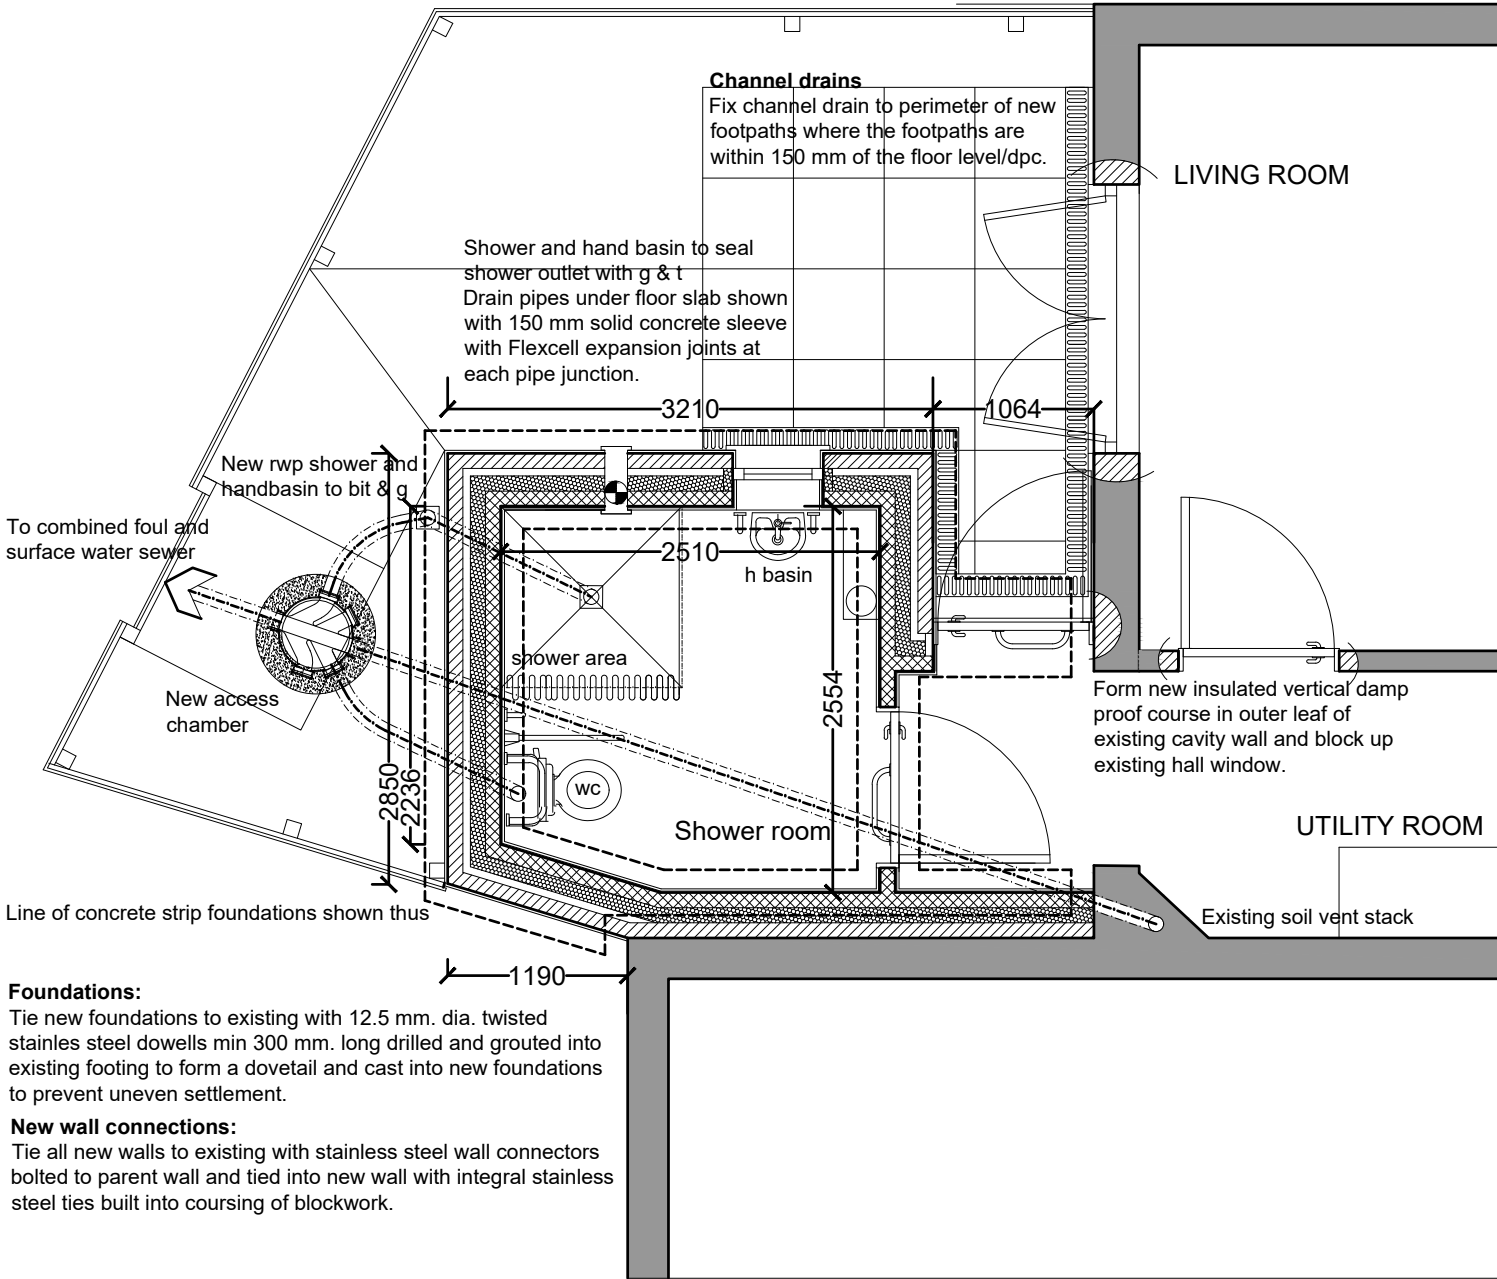 Channel drains
Fix channel drain to perimeter of new
footpaths where the footpaths are
within 150 mm of the floor level/dpc.
LIVING ROOM
Shower and hand basin to seal
shower outlet with g & t
Drain pipes under floor slab shown
with 150 mm solid concrete sleeve
with Flexcell expansion joints at
each pipe junction.
3210
1064
New rwp shower and
handbasin to bit & g
To combined foul and
surface water sewer
2510
h basin
shower area
New access
chamber
2554
Form new insulated vertical damp
proof course in outer leaf of
existing cavity wall and block up
existing hall window.
2850
2236
WC
Shower room
UTILITY ROOM
Line of concrete strip foundations shown thus
Existing soil vent stack
1190
Foundations:
Tie new foundations to existing with 12.5 mm. dia. twisted
stainles steel dowells min 300 mm. long drilled and grouted into
existing footing to form a dovetail and cast into new foundations
to prevent uneven settlement.
New wall connections:
Tie all new walls to existing with stainless steel wall connectors
bolted to parent wall and tied into new wall with integral stainless
steel ties built into coursing of blockwork.